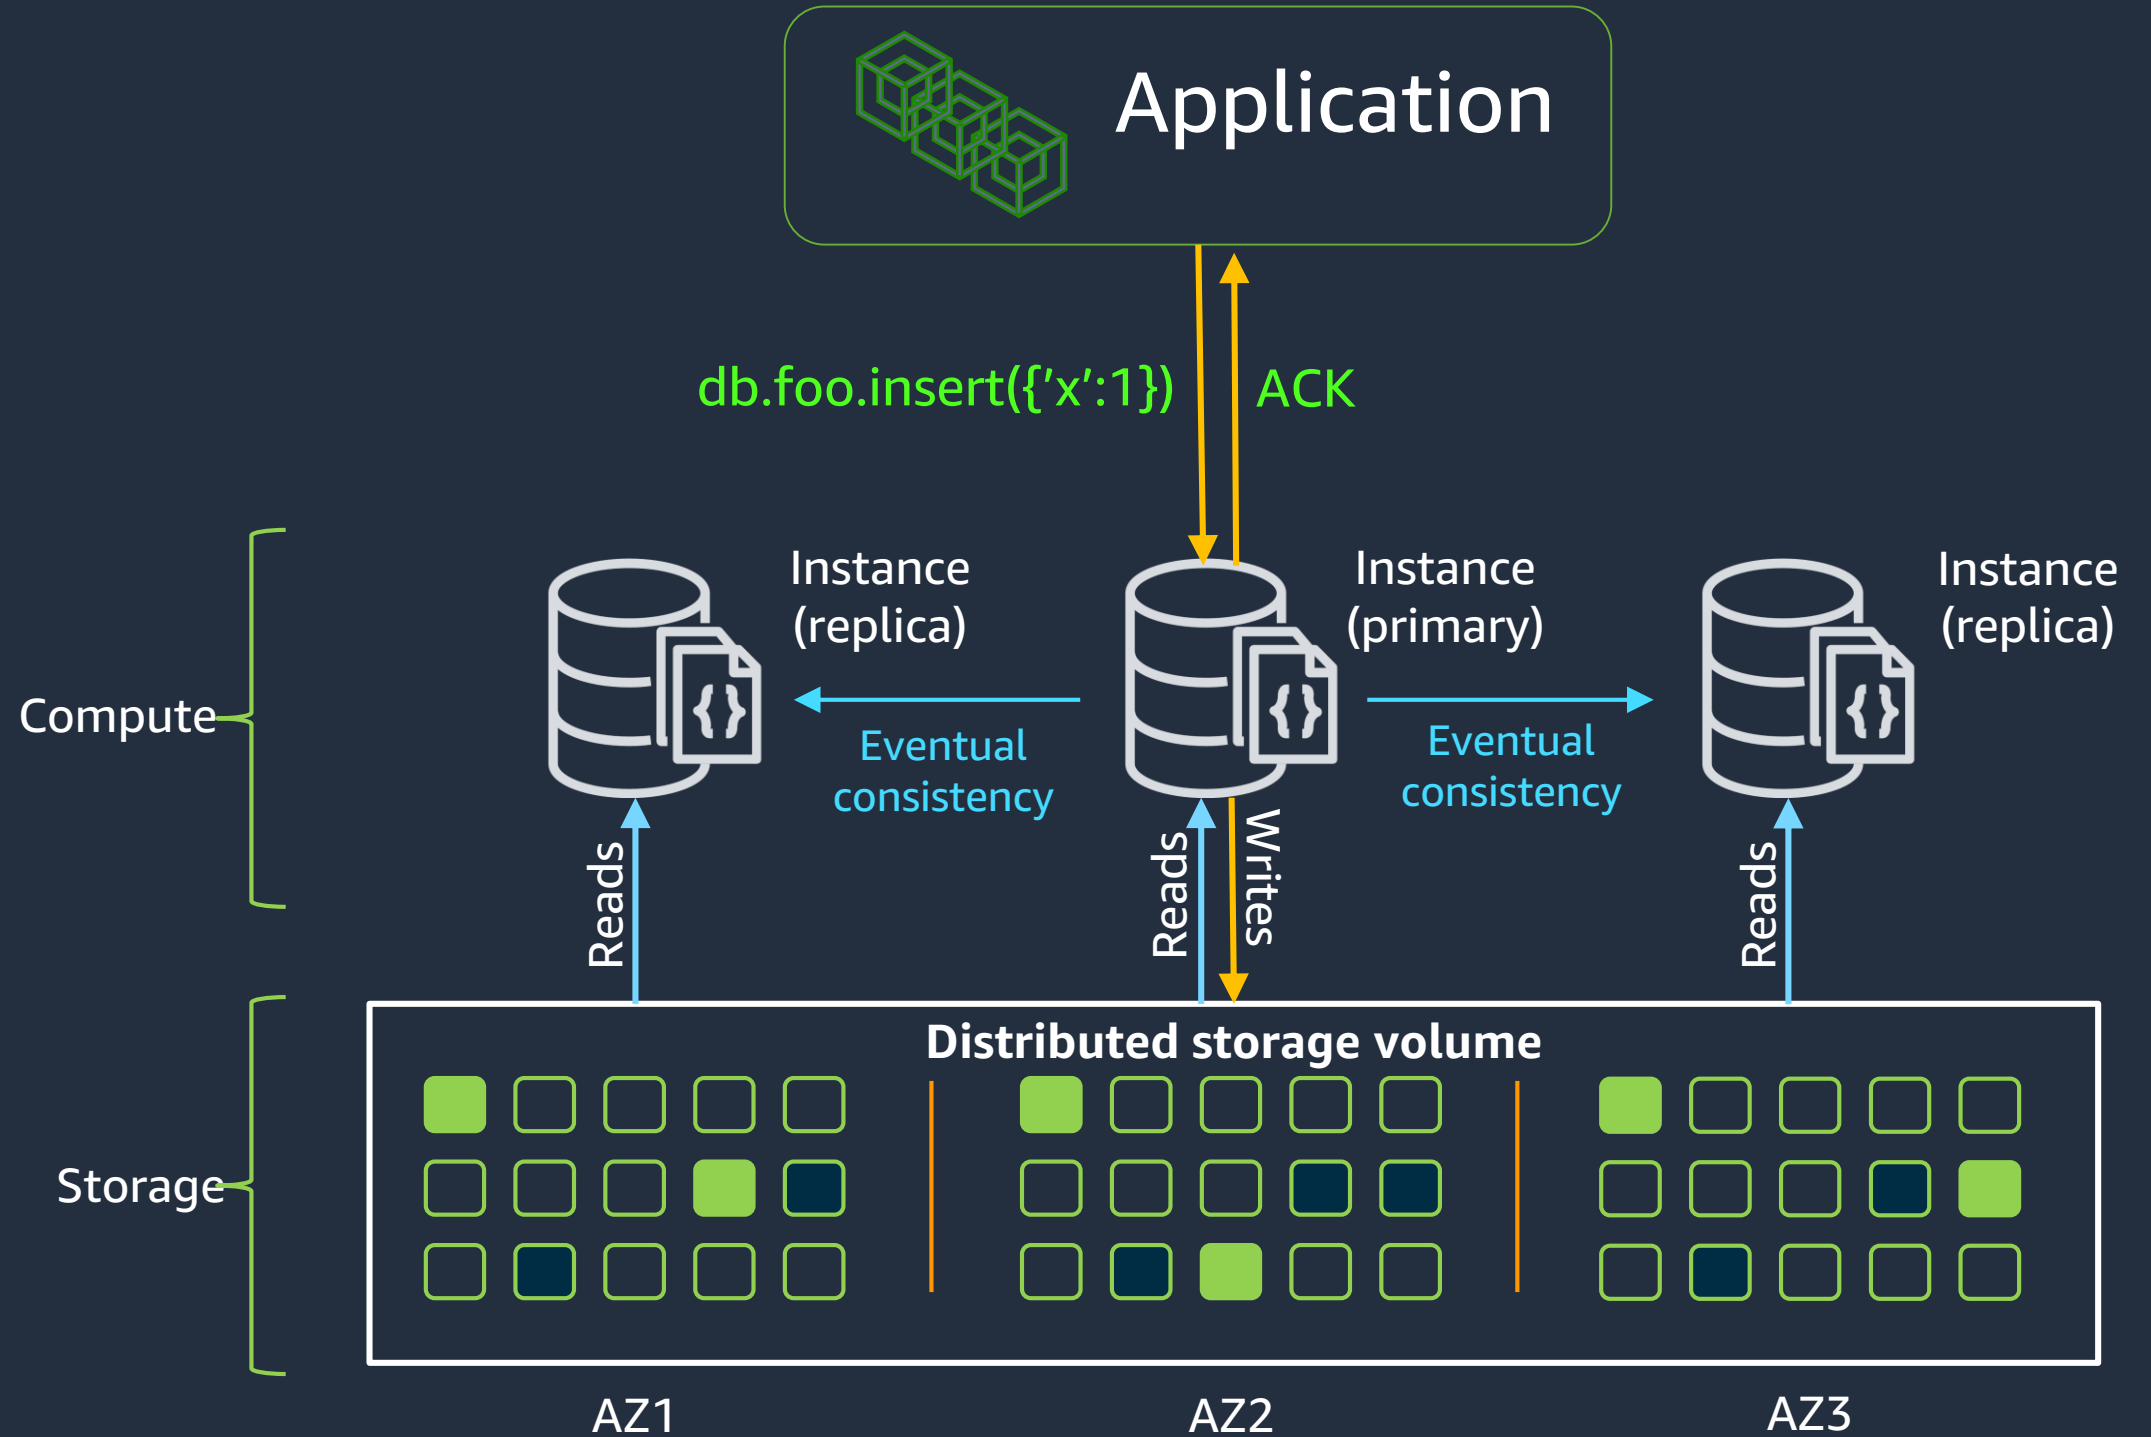 Application
db.foo.insert({’x’:1})
ACK
Instance
(replica)
Instance
(primary)
Instance
(replica)
Compute
Eventual
consistency
Eventual
consistency
Reads
Reads
Writes
Reads
Distributed storage volume
Storage
AZ1
AZ2
AZ3